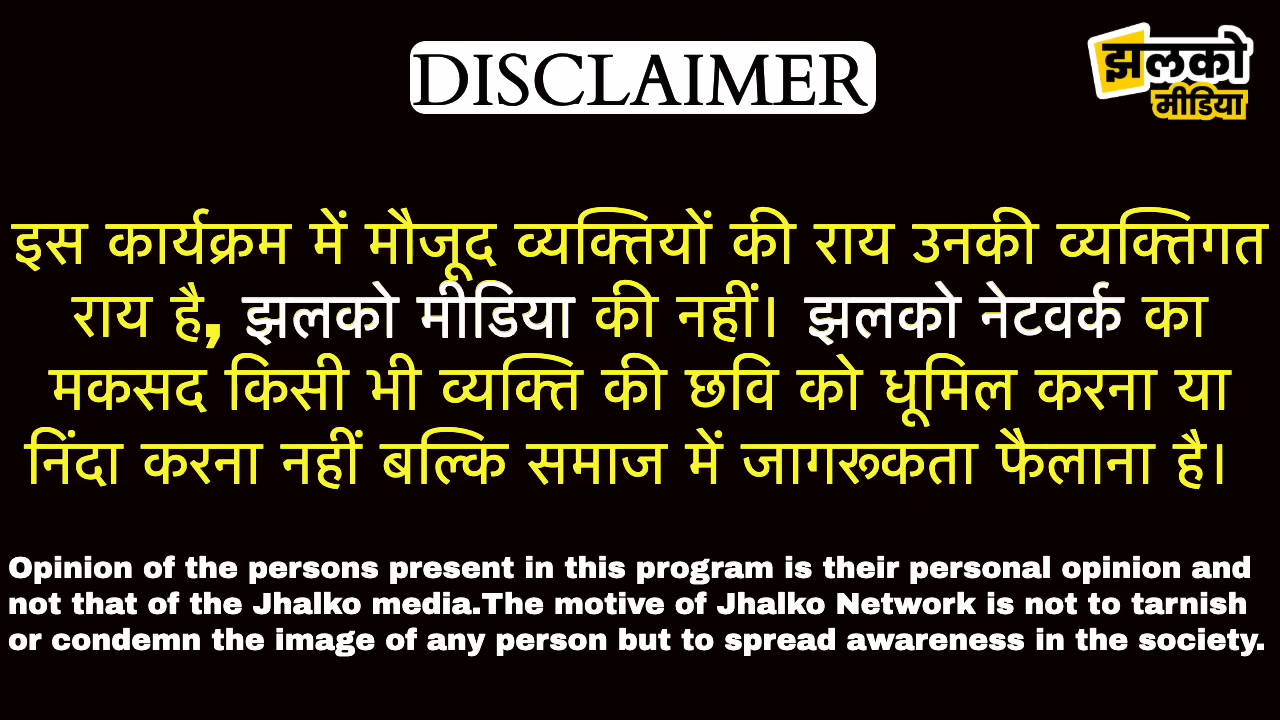 DISCLAIMER
झलको
मीडिया
इस कार्यक्रम में मौजूद व्यक्तियों की राय उनकी व्यक्तिगत
राय है, झलको मीडिया की नहीं। झलको नेटवर्क का
मकसद किसी भी व्यक्ति की छवि को धूमिल करना या
निंदा करना नहीं बल्कि समाज में जागरूकता फैलाना है।
Opinion of the persons present in this program is their personal opinion and
not that of the Jhalko media.The motive of Jhalko Network is not to tarnish
or condemn the image of any person but to spread awareness in the society.